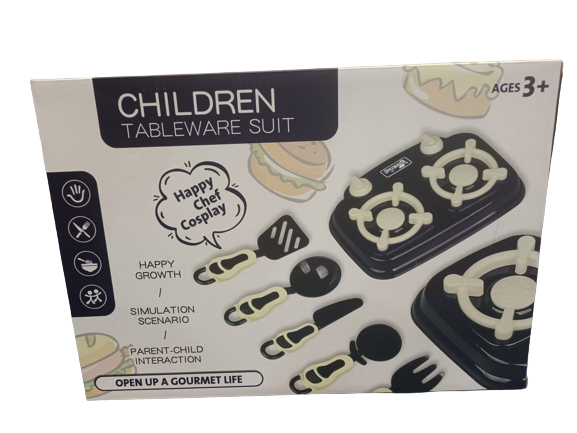 CHILDREN
TABLEWARE SUIT
AGES 3+
Happy
Chef
Cosplay
HAPPY
GROWTH
/
SIMULATION
SCENARIO
/
PARENT-CHILD
INTERACTION
OPEN UP A GOURMET LIFE